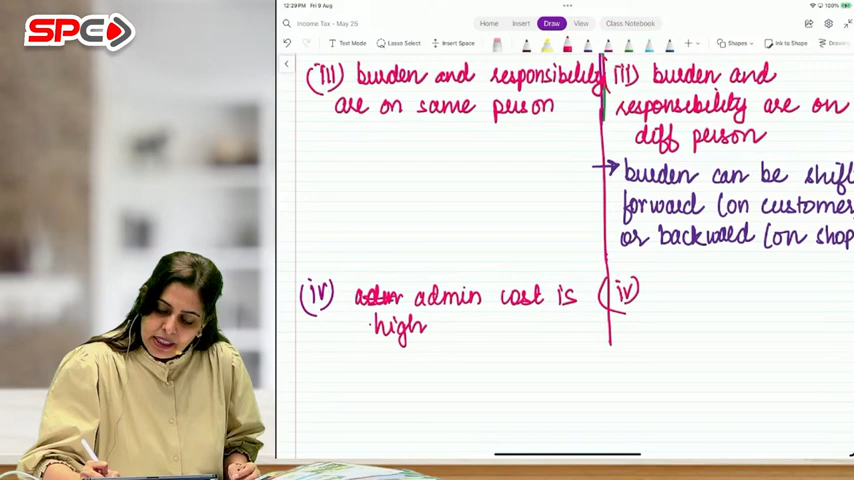 SPC
12:29PM Fri 9 Aug
100%
Income Tax - May 25
Home Insert Draw View Class Notebook
Text Mode Lasso Select Insert Space Shapes Ink to Shape Draw
(iii) burden and responsibility
are on same person
(iii) burden and
responsibility are on
diff person
→ burden can be shift
forward (on customer
or backward (on shop
(iv) admin cost is
high
(iv)